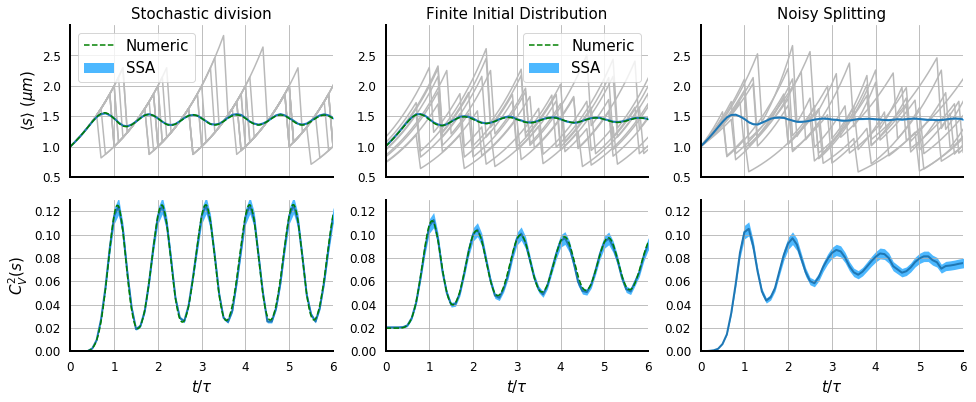 Stochastic division
Finite Initial Distribution
Noisy Splitting
⟨s⟩ (μm)
2.5
2.0
1.5
1.0
0.5
Numeric
SSA
2.5
2.0
1.5
1.0
0.5
Numeric
SSA
2.5
2.0
1.5
1.0
0.5
C²_V(s)
0.12
0.10
0.08
0.06
0.04
0.02
0.00
0 1 2 3 4 5 6
t/τ
0.12
0.10
0.08
0.06
0.04
0.02
0.00
0 1 2 3 4 5 6
t/τ
0.12
0.10
0.08
0.06
0.04
0.02
0.00
0 1 2 3 4 5 6
t/τ